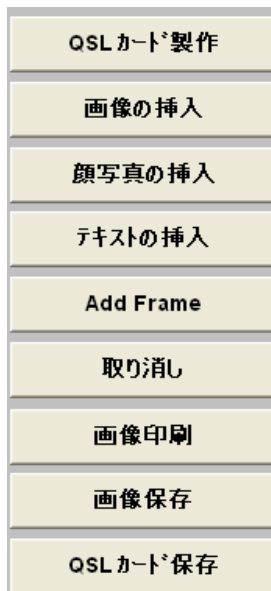 QSLｶｰﾄﾞ製作
画像の挿入
顔写真の挿入
ﾃｷｽﾄの挿入
Add Frame
取り消し
画像印刷
画像保存
QSLｶｰﾄﾞ保存